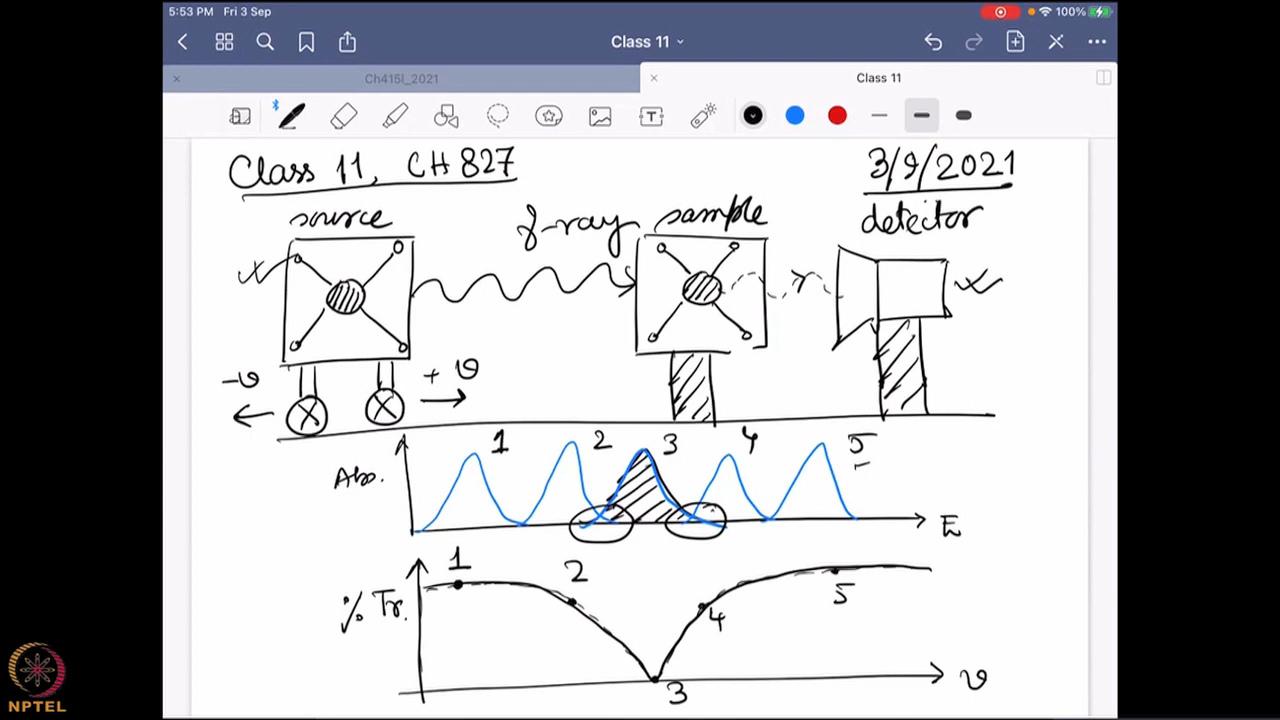 5:53 PM Fri 3 Sep
100%
Class 11
Ch415I_2021
Class 11
T
Class 11, CH 827
3/9/2021
source
γ-ray
sample
detector
-v
+ v
Abs.
1
2
3
4
5
E
% Tr.
1
2
3
4
5
v
NPTEL